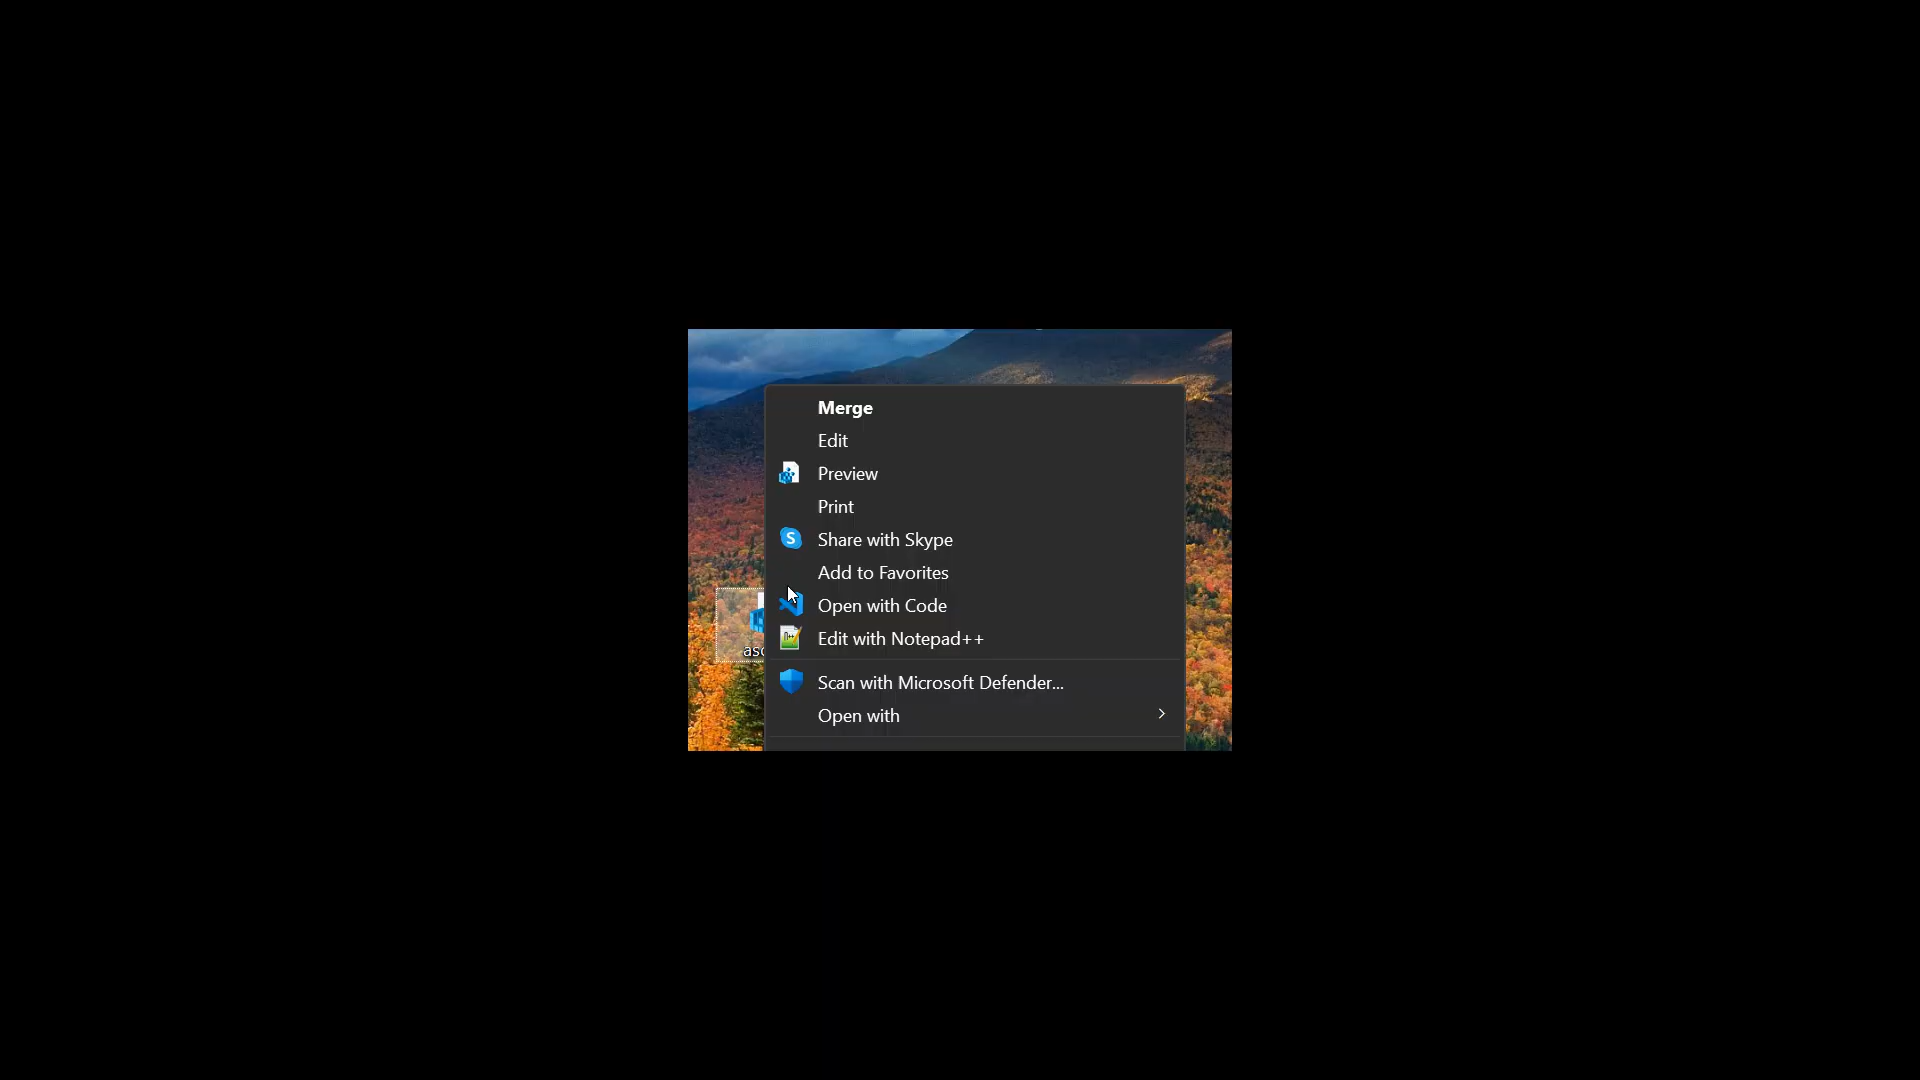 Merge
Edit
Preview
Print
Share with Skype
Add to Favorites
Open with Code
Edit with Notepad++
Scan with Microsoft Defender...
Open with